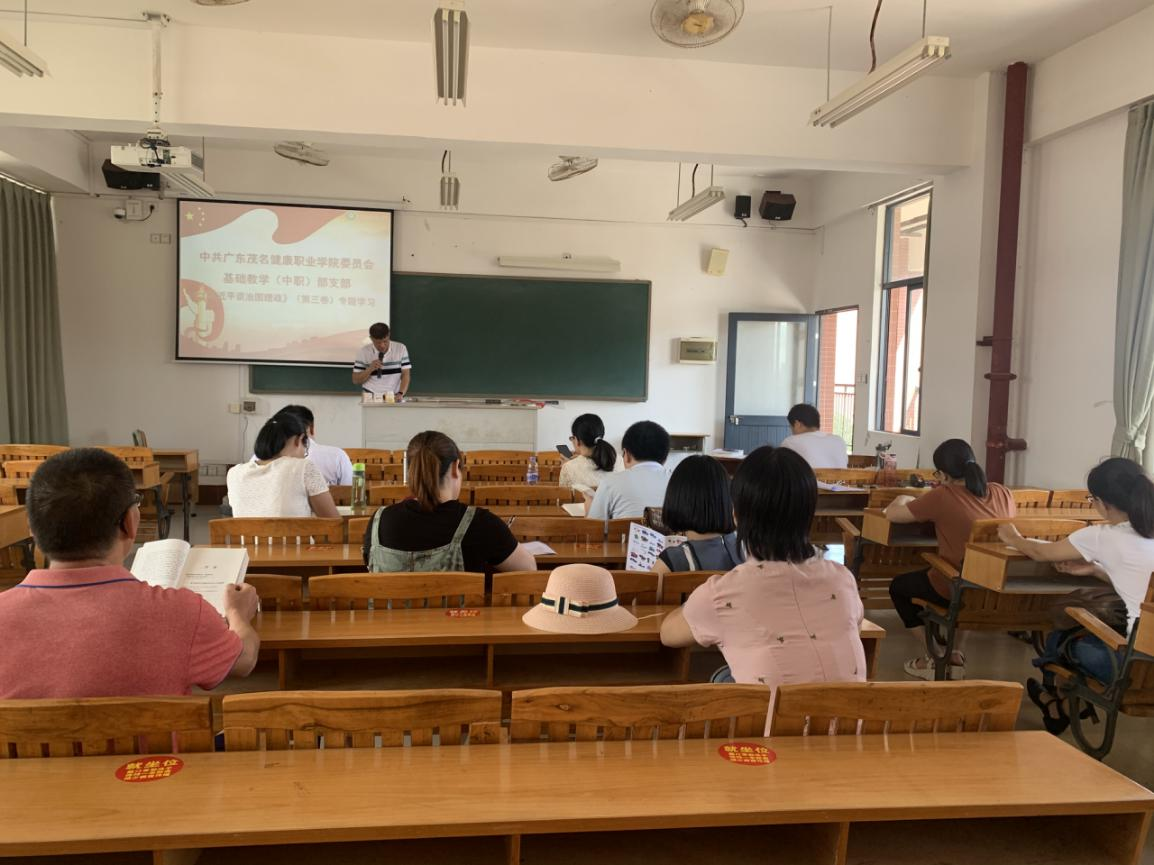 中共广东茂名健康职业学院委员会
基础教学（中职）部支部
近平谈治国理政》（第三卷）专题学习
就坐位
就坐位